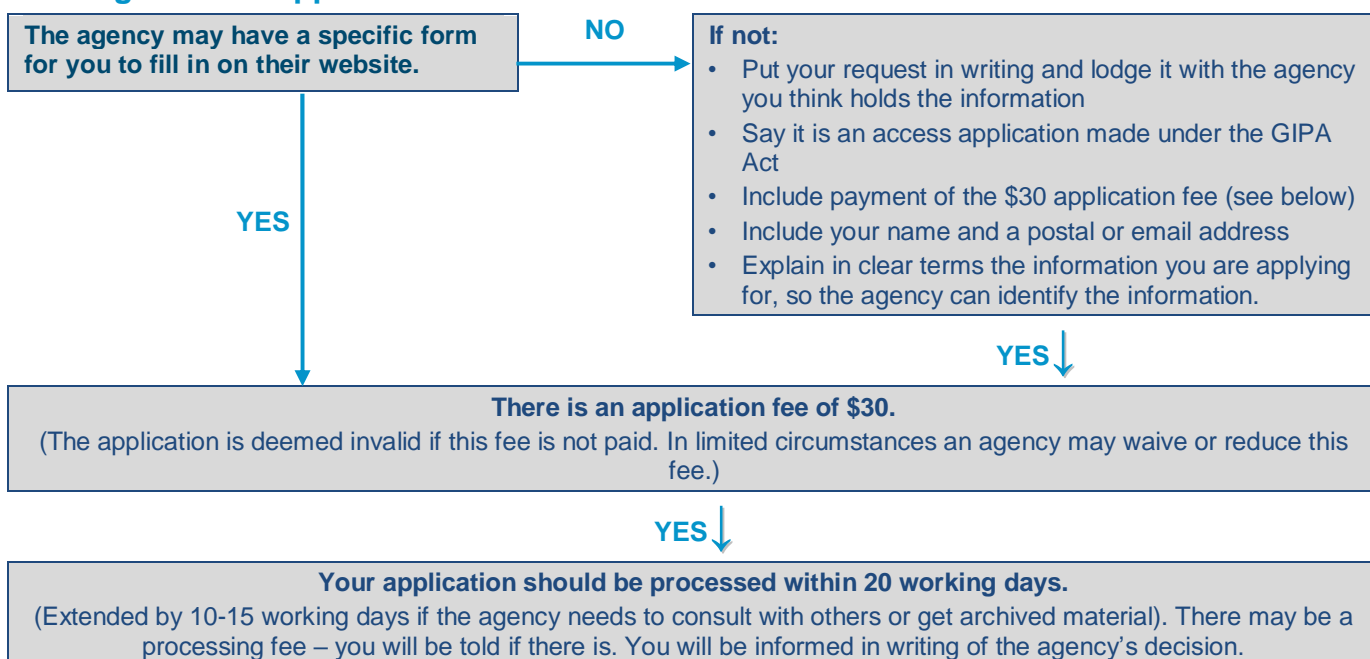 The agency may have a specific form
for you to fill in on their website.
NO
If not:
• Put your request in writing and lodge it with the agency
you think holds the information
• Say it is an access application made under the GIPA
Act
• Include payment of the $30 application fee (see below)
• Include your name and a postal or email address
• Explain in clear terms the information you are applying
for, so the agency can identify the information.
YES
YES
There is an application fee of $30.
(The application is deemed invalid if this fee is not paid. In limited circumstances an agency may waive or reduce this
fee.)
YES
Your application should be processed within 20 working days.
(Extended by 10-15 working days if the agency needs to consult with others or get archived material). There may be a
processing fee – you will be told if there is. You will be informed in writing of the agency’s decision.